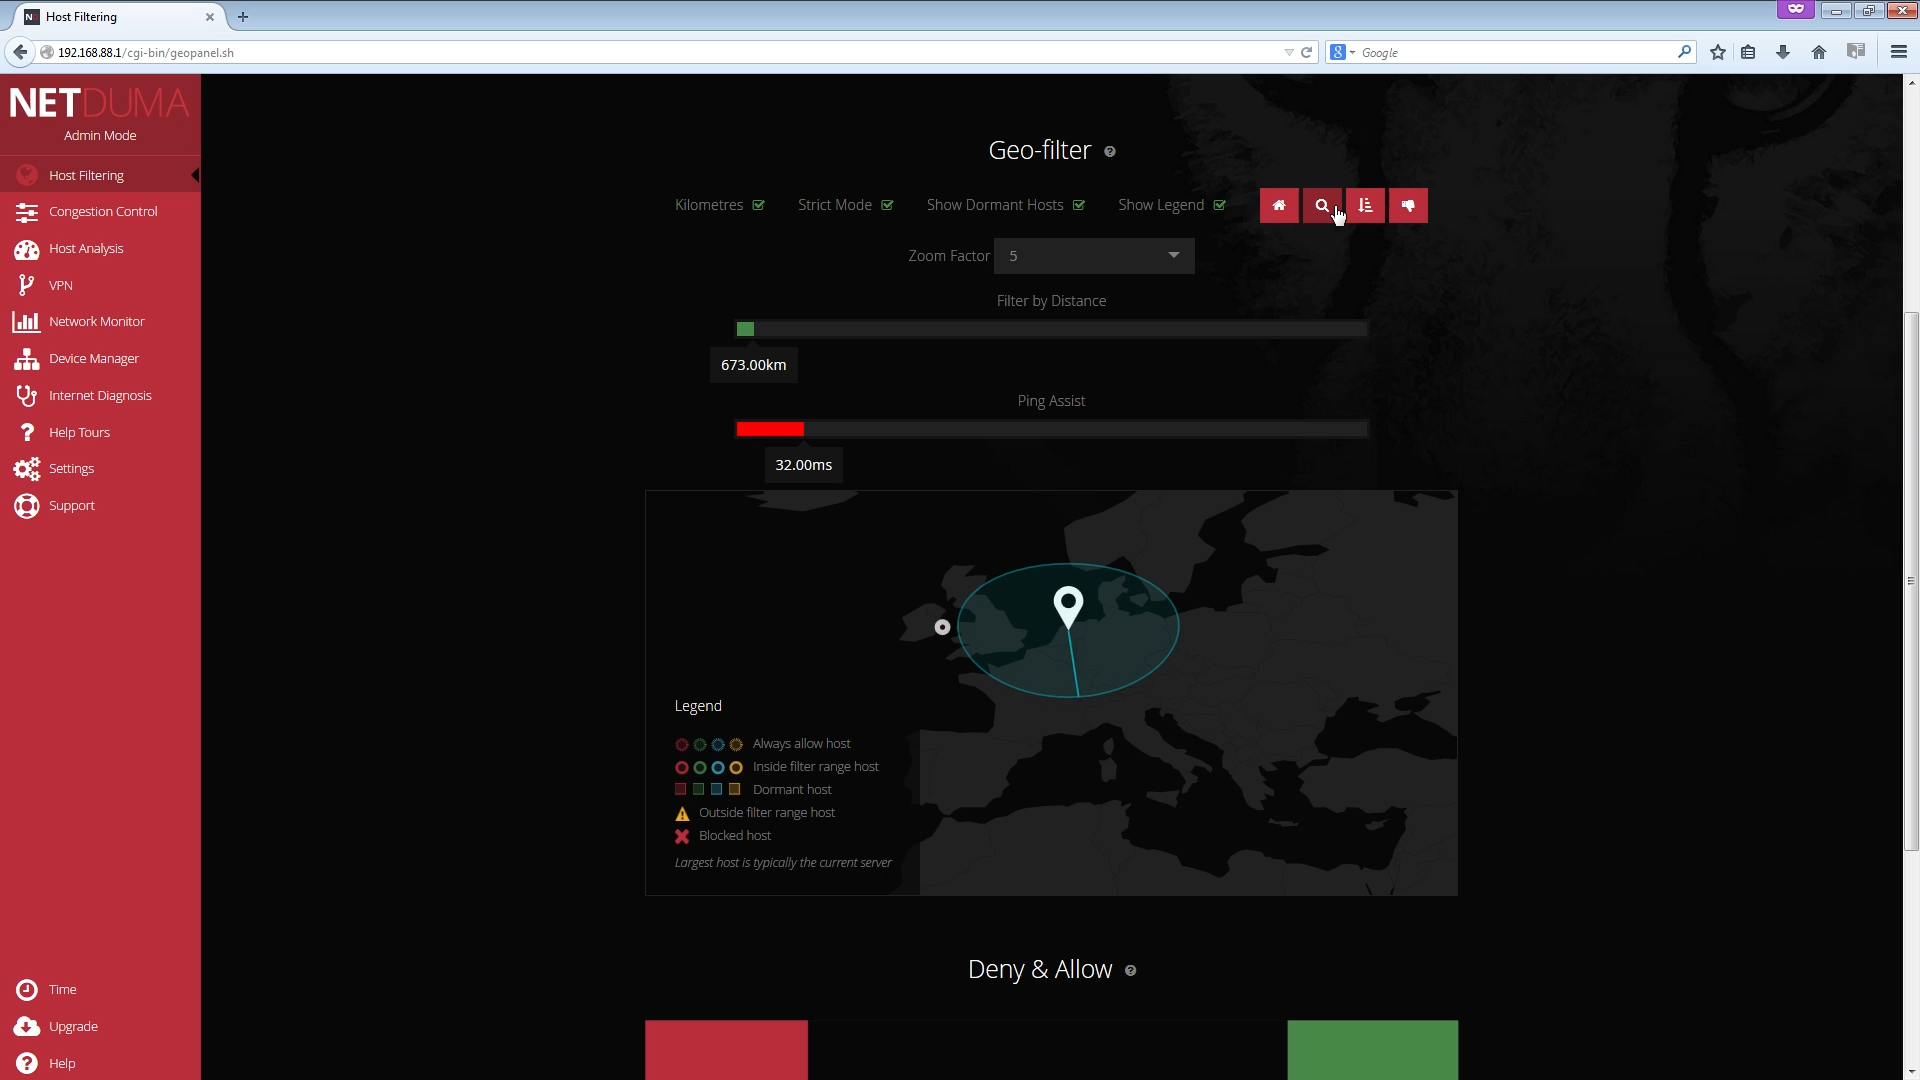 Host Filtering
192.168.88.1/cgi-bin/geopanel.sh
Google
NETDUMA
Admin Mode
Host Filtering
Congestion Control
Host Analysis
VPN
Network Monitor
Device Manager
Internet Diagnosis
Help Tours
Settings
Support
Time
Upgrade
Help
Geo-filter
Kilometres Strict Mode Show Dormant Hosts Show Legend
Zoom Factor 5
Filter by Distance
673.00km
Ping Assist
32.00ms
Legend
Always allow host
Inside filter range host
Dormant host
Outside filter range host
Blocked host
Largest host is typically the current server
Deny & Allow